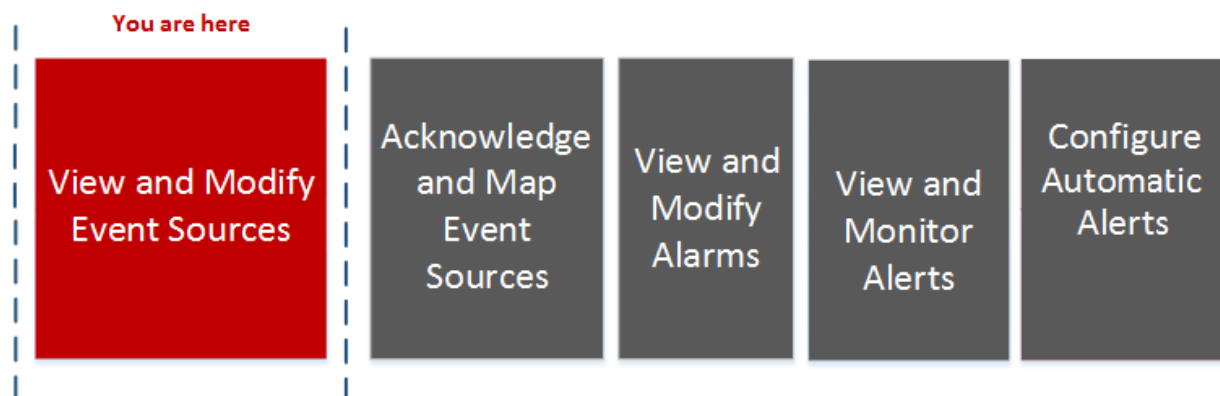 You are here
View and Modify
Event Sources
Acknowledge
and Map
Event
Sources
View and
Modify
Alarms
View and
Monitor
Alerts
Configure
Automatic
Alerts